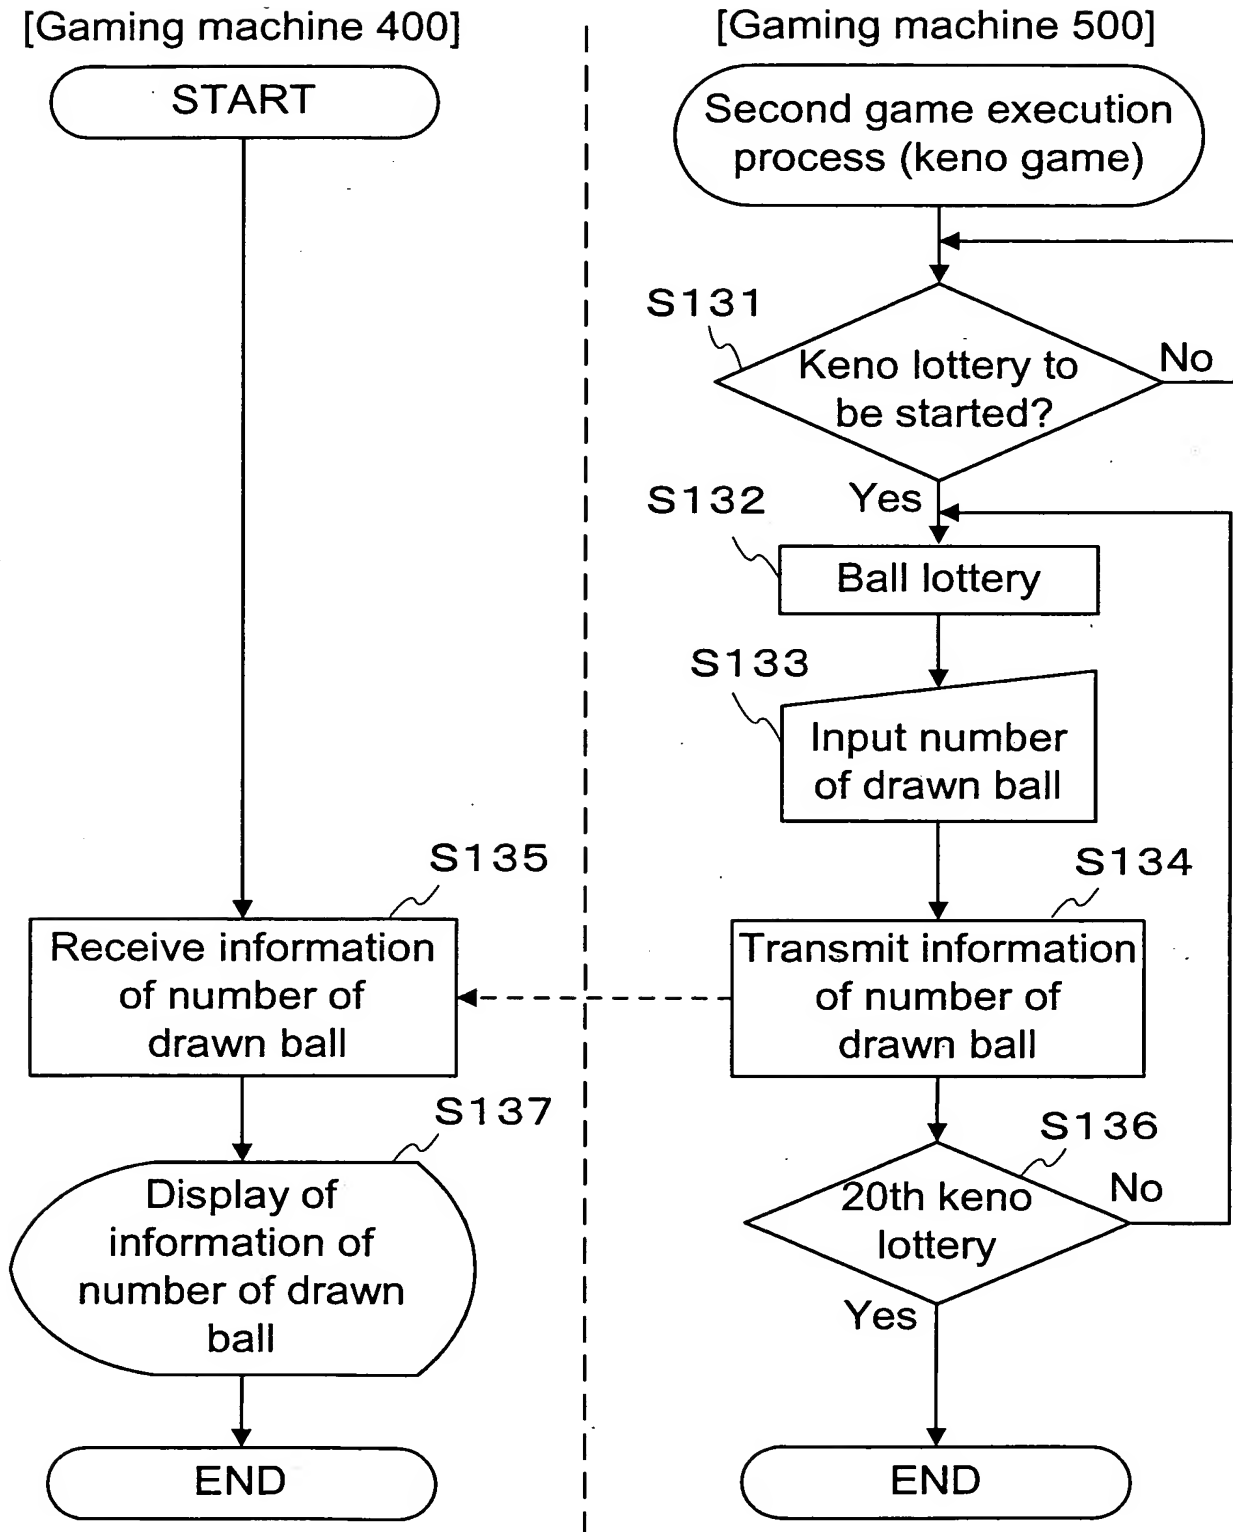 [Gaming machine 400]
START
S135
Receive information
of number of
drawn ball
S137
Display of
information of
number of drawn
ball
END
[Gaming machine 500]
Second game execution
process (keno game)
S131
Keno lottery to
be started?
No
Yes
S132
Ball lottery
S133
Input number
of drawn ball
S134
Transmit information
of number of
drawn ball
S136
20th keno
lottery
No
Yes
END